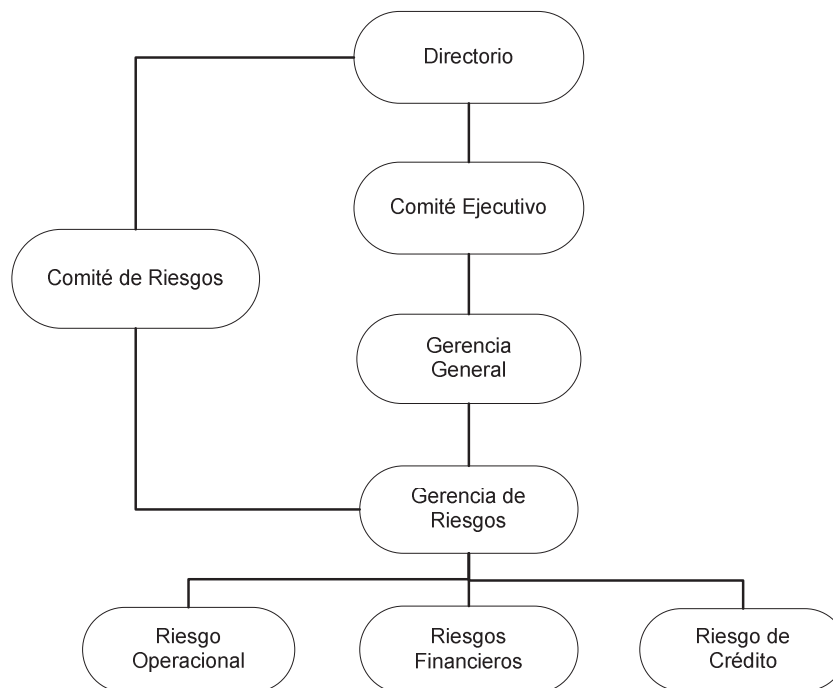 Directorio
Comité Ejecutivo
Comité de Riesgos
Gerencia
General
Gerencia de
Riesgos
Riesgo
Operacional
Riesgos
Financieros
Riesgo de
Crédito